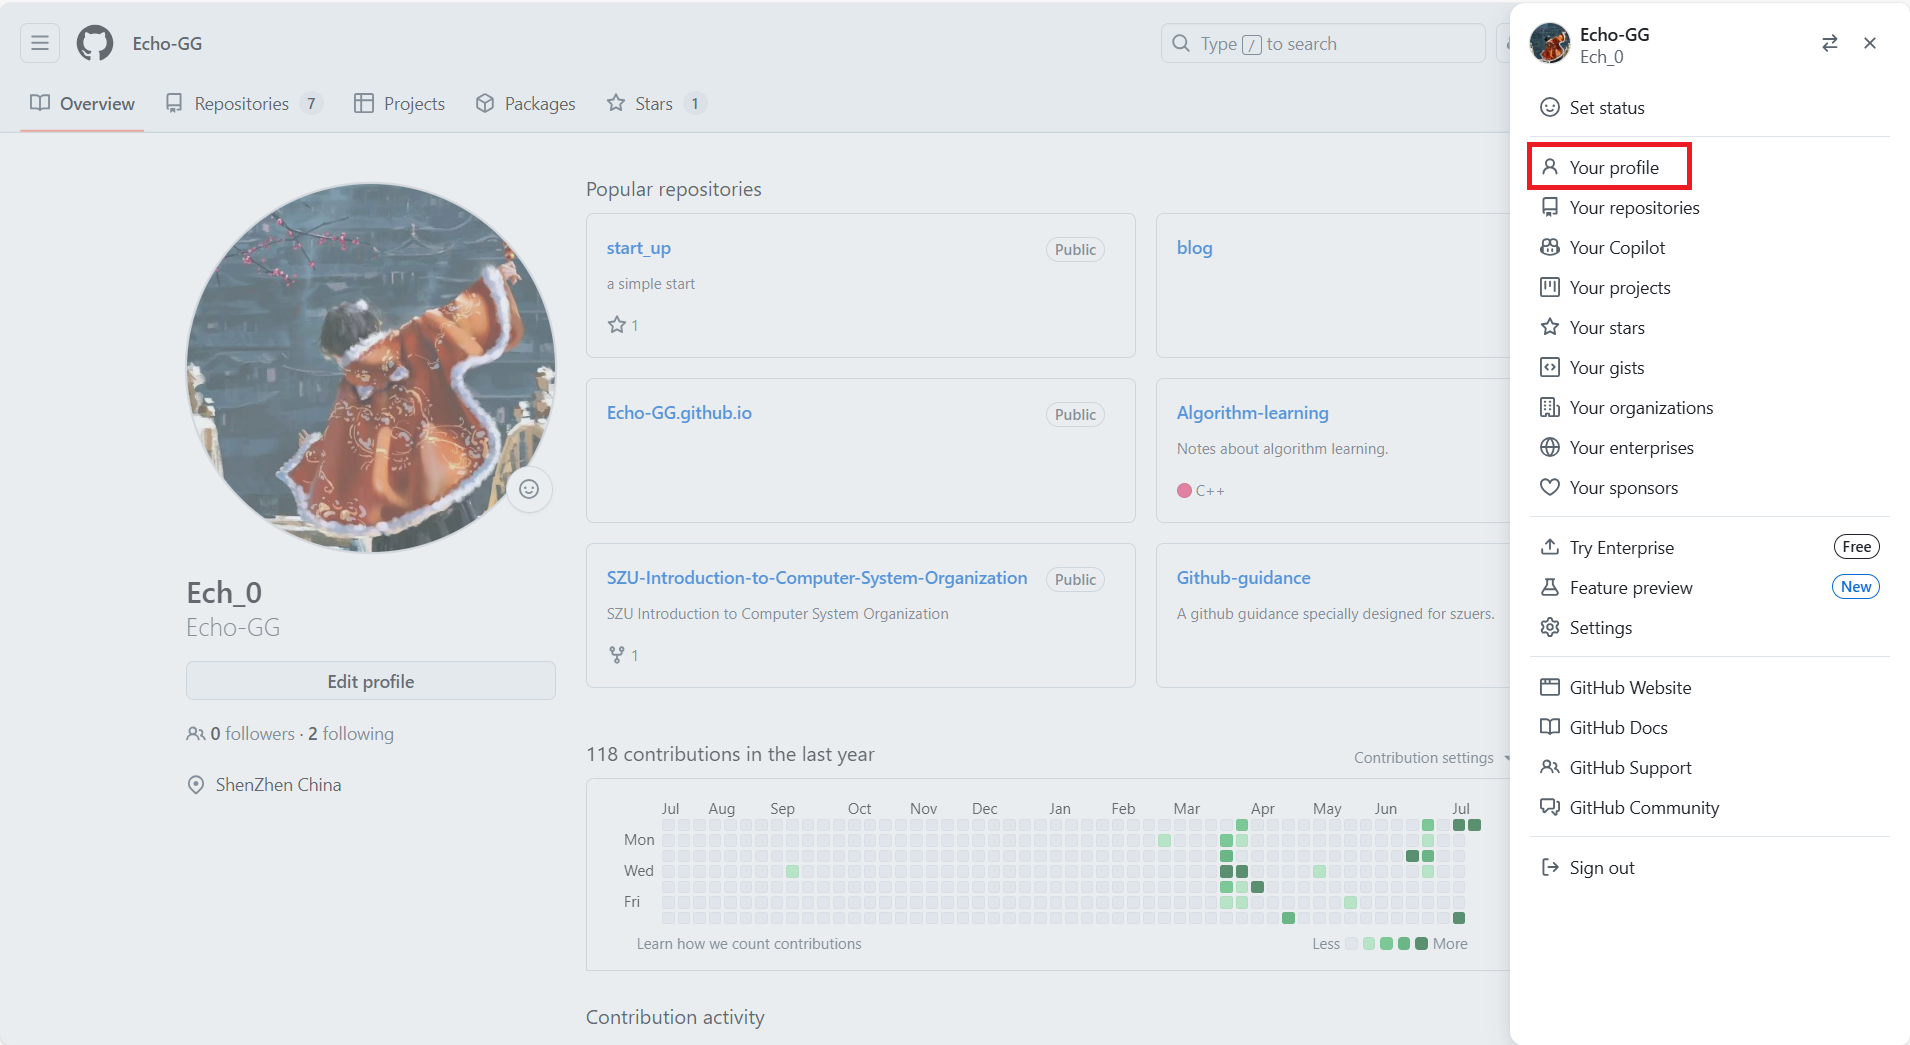 Echo-GG
Type / to search
Overview
Repositories 7
Projects
Packages
Stars 1
Ech_0
Echo-GG
Edit profile
0 followers · 2 following
ShenZhen China
Popular repositories
start_up
Public
a simple start
1
blog
Echo-GG.github.io
Public
Algorithm-learning
Notes about algorithm learning.
C++
SZU-Introduction-to-Computer-System-Organization
Public
SZU Introduction to Computer System Organization
1
Github-guidance
A github guidance specially designed for szuers.
118 contributions in the last year
Contribution settings
Jul Aug Sep Oct Nov Dec Jan Feb Mar Apr May Jun Jul
Mon
Wed
Fri
Learn how we count contributions
Less More
Contribution activity
Echo-GG
Ech_0
Set status
Your profile
Your repositories
Your Copilot
Your projects
Your stars
Your gists
Your organizations
Your enterprises
Your sponsors
Try Enterprise Free
Feature preview New
Settings
GitHub Website
GitHub Docs
GitHub Support
GitHub Community
Sign out